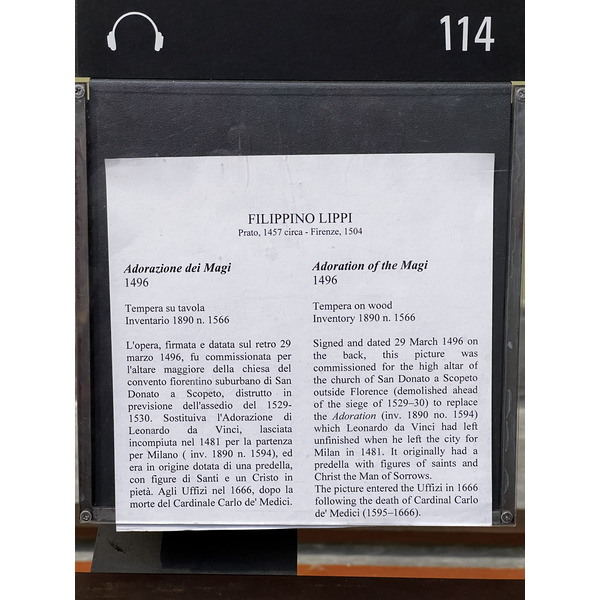 114
FILIPPINO LIPPI
Prato, 1457 circa - Firenze, 1504
Adorazione dei Magi
1496
Tempera su tavola
Inventario 1890 n. 1566
L'opera, firmata e datata sul retro 29
marzo 1496, fu commissionata per
l'altare maggiore della chiesa del
convento fiorentino suburbano di San
Donato a Scopeto, distrutto in
previsione dell'assedio del 1529-
1530. Sostituiva l'Adorazione di
Leonardo da Vinci, lasciata
incompiuta nel 1481 per la partenza
per Milano ( inv. 1890 n. 1594), ed
era in origine dotata di una predella,
con figure di Santi e un Cristo in
pietà. Agli Uffizi nel 1666, dopo la
morte del Cardinale Carlo de' Medici.
Adoration of the Magi
1496
Tempera on wood
Inventory 1890 n. 1566
Signed and dated 29 March 1496 on
the back, this picture was
commissioned for the high altar of
the church of San Donato a Scopeto
outside Florence (demolished ahead
of the siege of 1529–30) to replace
the Adoration (inv. 1890 no. 1594)
which Leonardo da Vinci had left
unfinished when he left the city for
Milan in 1481. It originally had a
predella with figures of saints and
Christ the Man of Sorrows.
The picture entered the Uffizi in 1666
following the death of Cardinal Carlo
de' Medici (1595–1666).